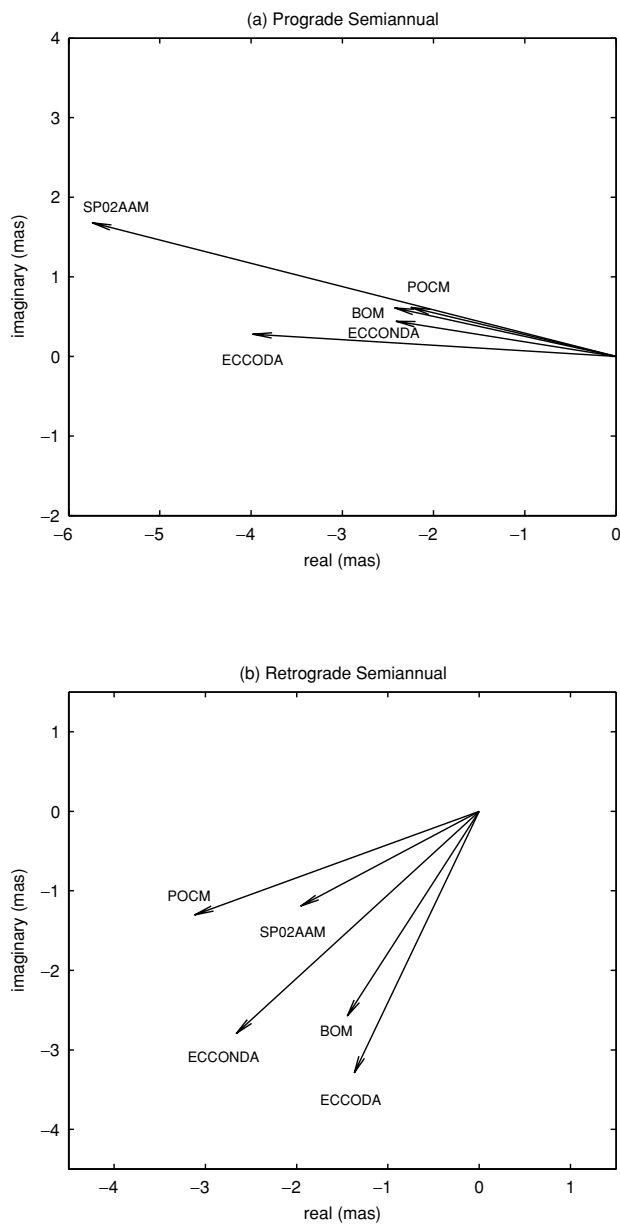 (a) Prograde Semiannual
4
3
2
1
0
−1
−2
imaginary (mas)
SP02AAM
POCM
BOM
ECCONDA
ECCODA
−6 −5 −4 −3 −2 −1 0
real (mas)
(b) Retrograde Semiannual
1
0
−1
−2
−3
−4
imaginary (mas)
POCM
SP02AAM
BOM
ECCONDA
ECCODA
−4 −3 −2 −1 0 1
real (mas)